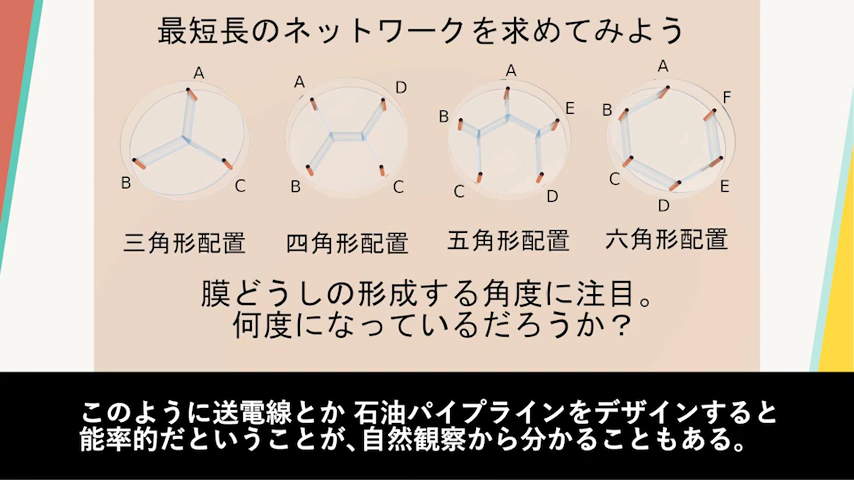 最短長のネットワークを求めてみよう
A
B
C
A
D
B
C
A
B
E
C
D
A
B
F
C
E
D
三角形配置
四角形配置
五角形配置
六角形配置
膜どうしの形成する角度に注目。
何度になっているだろうか？
このように送電線とか 石油パイプラインをデザインすると
能率的だということが、自然観察から分かることもある。